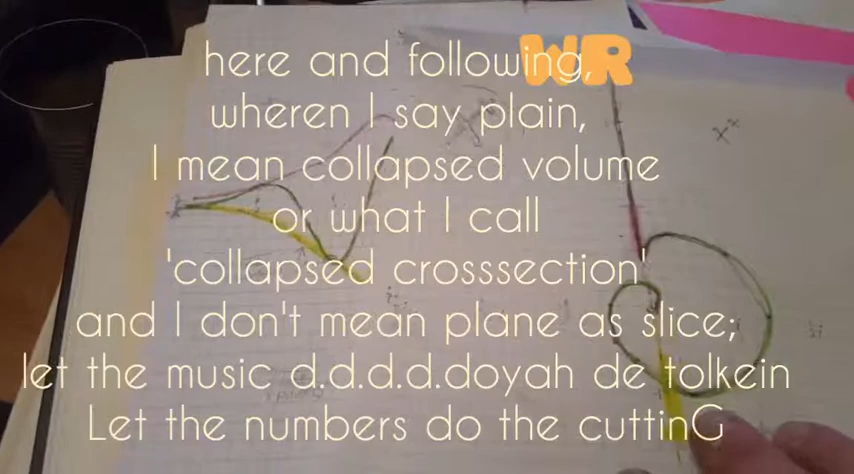 WR
here and following,
wheren I say plain,
I mean collapsed volume
or what I call
'collapsed crosssection'
and I don't mean plane as slice;
let the music d.d.d.d.doyah de tolkein
Let the numbers do the cuttinG